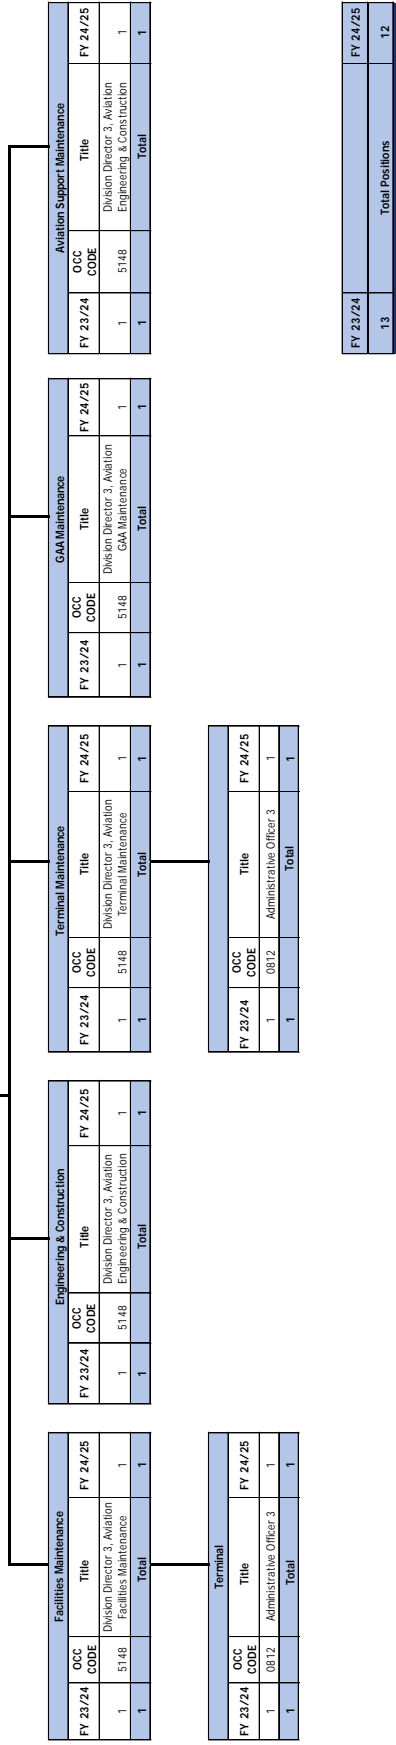 Facilities Maintenance
FY 23/24 OCC CODE Title FY 24/25
1 5148 Division Director 3, Aviation Facilities Maintenance 1
1 Total 1
Terminal
FY 23/24 OCC CODE Title FY 24/25
1 0812 Administrative Officer 3 1
1 Total 1
Engineering & Construction
FY 23/24 OCC CODE Title FY 24/25
1 5148 Division Director 3, Aviation Engineering & Construction 1
1 Total 1
Terminal Maintenance
FY 23/24 OCC CODE Title FY 24/25
1 5148 Division Director 3, Aviation Terminal Maintenance 1
1 Total 1
FY 23/24 OCC CODE Title FY 24/25
1 0812 Administrative Officer 3 1
1 Total 1
GAA Maintenance
FY 23/24 OCC CODE Title FY 24/25
1 5148 Division Director 3, Aviation GAA Maintenance 1
1 Total 1
Aviation Support Maintenance
FY 23/24 OCC CODE Title FY 24/25
1 5148 Division Director 3, Aviation Engineering & Construction 1
1 Total 1
FY 23/24 FY 24/25
13 Total Positions 12